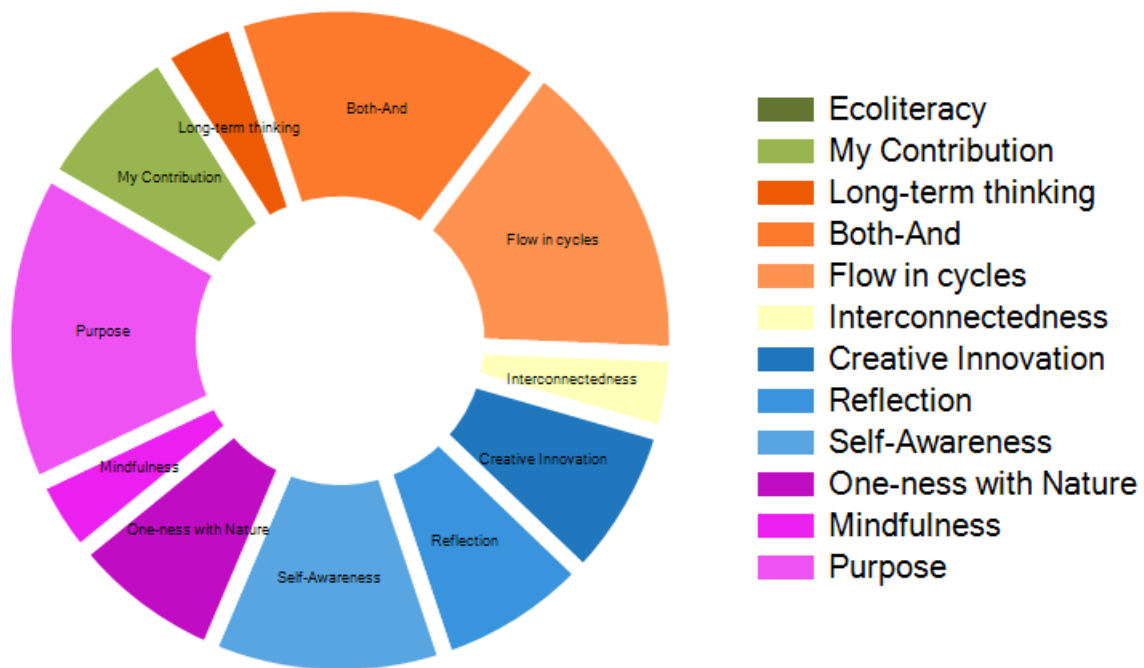 Both-And
Long-term thinking
My Contribution
Flow in cycles
Purpose
Interconnectedness
Mindfulness
Creative Innovation
One-ness with Nature
Reflection
Self-Awareness
Ecoliteracy
My Contribution
Long-term thinking
Both-And
Flow in cycles
Interconnectedness
Creative Innovation
Reflection
Self-Awareness
One-ness with Nature
Mindfulness
Purpose